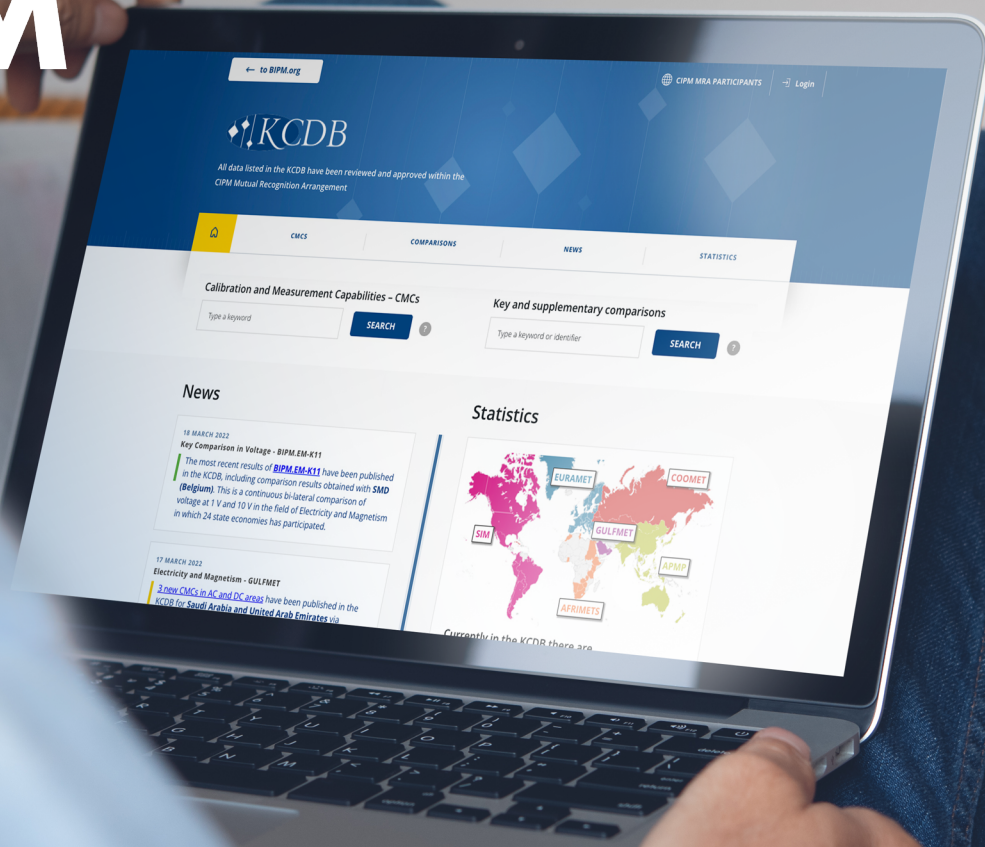 M
← to BIPM.org
CIPM MRA PARTICIPANTS
Login
KCDB
All data listed in the KCDB have been reviewed and approved within the
CIPM Mutual Recognition Arrangement
CMCS
COMPARISONS
NEWS
STATISTICS
Calibration and Measurement Capabilities – CMCs
Type a keyword
SEARCH
?
Key and supplementary comparisons
Type a keyword or identifier
SEARCH
?
News
18 MARCH 2022
Key Comparison in Voltage - BIPM.EM-K11
The most recent results of BIPM.EM-K11 have been published
in the KCDB, including comparison results obtained with SMD
(Belgium). This is a continuous bi-lateral comparison of
voltage at 1 V and 10 V in the field of Electricity and Magnetism
in which 24 state economies has participated.
17 MARCH 2022
Electricity and Magnetism - GULFMET
3 new CMCs in AC and DC areas have been published in the
KCDB for Saudi Arabia and United Arab Emirates via
Statistics
EURAMET
COOMET
SIM
GULFMET
APMP
AFRIMETS
Currently in the KCDB there are
delete
return
shift
option